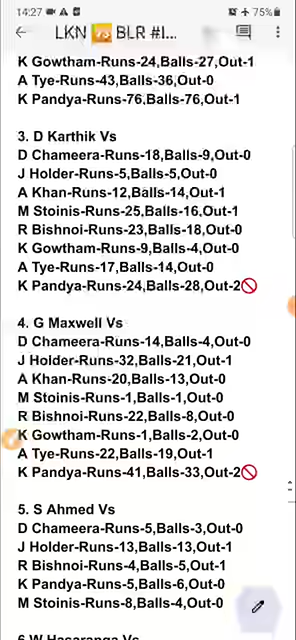 14:27 75%
LKN 🆚 BLR #I...
K Gowtham-Runs-24,Balls-27,Out-1
A Tye-Runs-43,Balls-36,Out-0
K Pandya-Runs-76,Balls-76,Out-1
3. D Karthik Vs
D Chameera-Runs-18,Balls-9,Out-0
J Holder-Runs-5,Balls-5,Out-0
A Khan-Runs-12,Balls-14,Out-1
M Stoinis-Runs-25,Balls-16,Out-1
R Bishnoi-Runs-23,Balls-18,Out-0
K Gowtham-Runs-9,Balls-4,Out-0
A Tye-Runs-17,Balls-14,Out-0
K Pandya-Runs-24,Balls-28,Out-2🚫
4. G Maxwell Vs
D Chameera-Runs-14,Balls-4,Out-0
J Holder-Runs-32,Balls-21,Out-1
A Khan-Runs-20,Balls-13,Out-0
M Stoinis-Runs-1,Balls-1,Out-0
R Bishnoi-Runs-22,Balls-8,Out-0
K Gowtham-Runs-1,Balls-2,Out-0
A Tye-Runs-22,Balls-19,Out-1
K Pandya-Runs-41,Balls-33,Out-2🚫
5. S Ahmed Vs
D Chameera-Runs-5,Balls-3,Out-0
J Holder-Runs-13,Balls-13,Out-1
R Bishnoi-Runs-4,Balls-5,Out-1
K Pandya-Runs-5,Balls-6,Out-0
M Stoinis-Runs-8,Balls-4,Out-0
6 W Hasaranga Vs